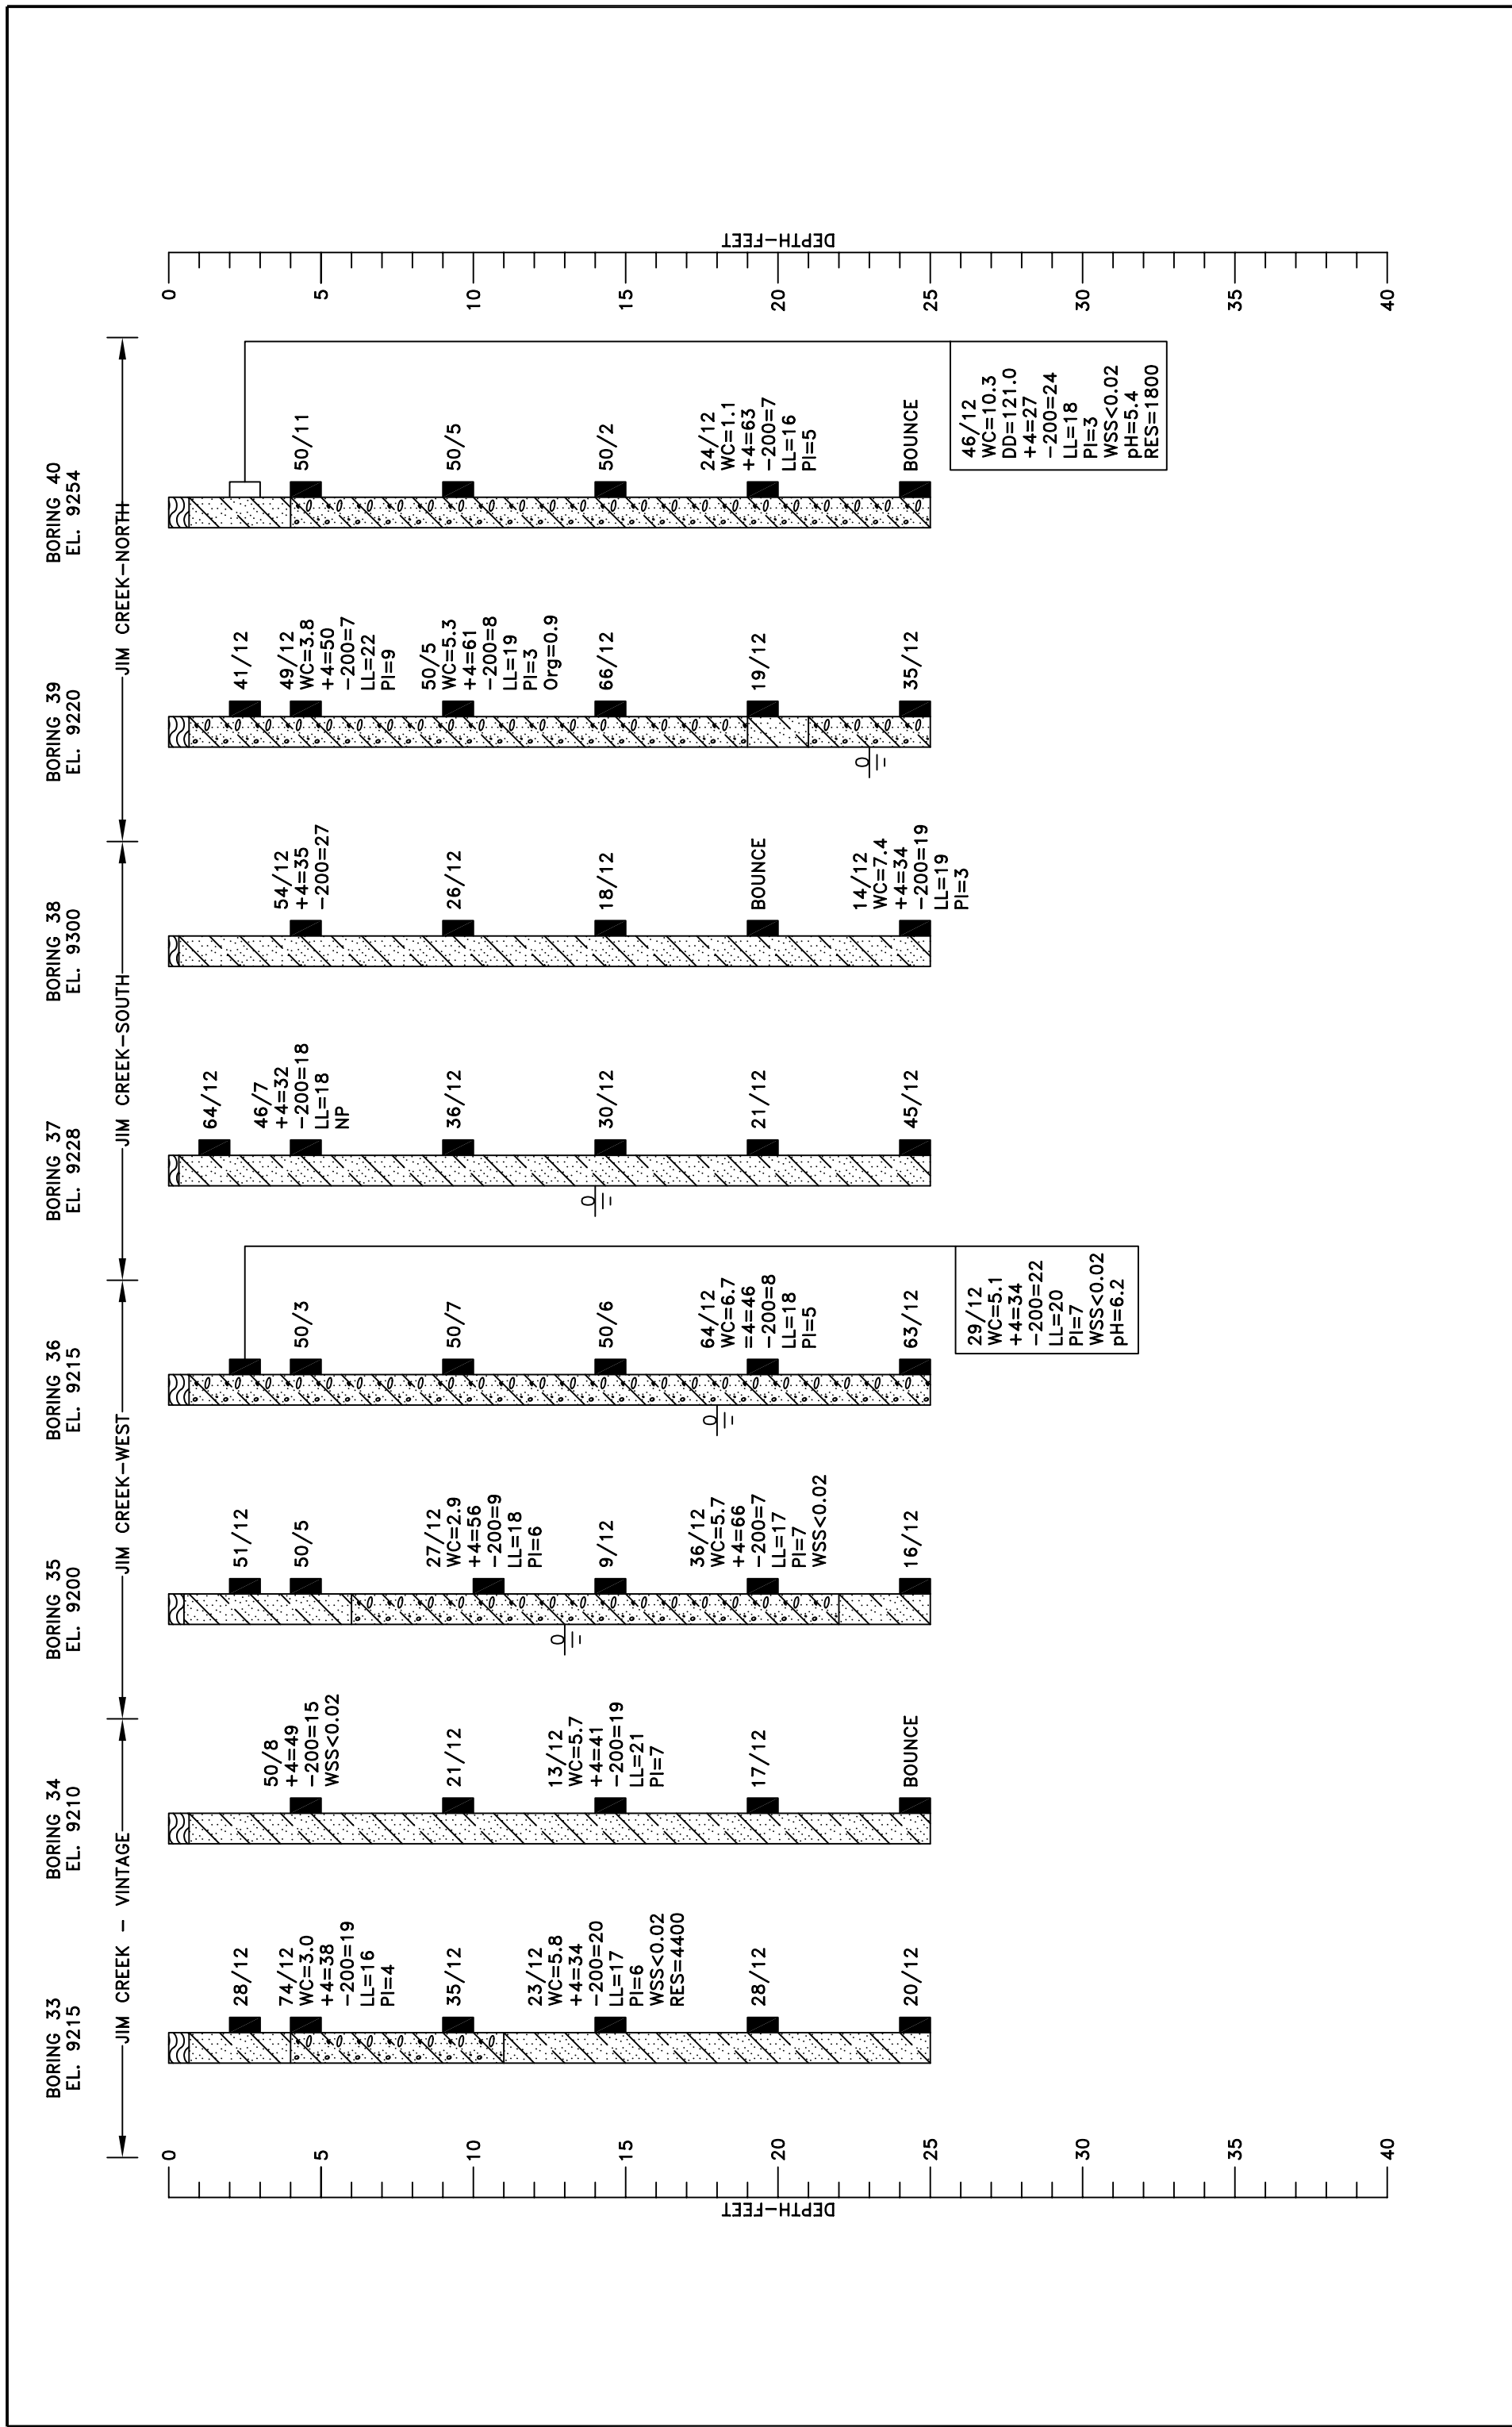 BORING 33
EL. 9215
BORING 34
EL. 9210
BORING 35
EL. 9200
BORING 36
EL. 9215
BORING 37
EL. 9228
BORING 38
EL. 9300
BORING 39
EL. 9220
BORING 40
EL. 9254
JIM CREEK - VINTAGE
JIM CREEK-WEST
JIM CREEK-SOUTH
JIM CREEK-NORTH
DEPTH-FEET
0
5
10
15
20
25
30
35
40
28/12
74/12
WC=3.0
+4=38
-200=19
LL=16
PI=4
35/12
23/12
WC=5.8
+4=34
-200=20
LL=17
PI=6
WSS<0.02
RES=4400
28/12
20/12
50/8
+4=49
-200=15
WSS<0.02
21/12
13/12
WC=5.7
+4=41
-200=19
LL=21
PI=7
17/12
BOUNCE
51/12
50/5
27/12
WC=2.9
+4=56
-200=9
LL=18
PI=6
9/12
36/12
WC=5.7
+4=66
-200=7
LL=17
PI=7
WSS<0.02
16/12
50/3
50/7
50/6
64/12
WC=6.7
=4=46
-200=8
LL=18
PI=5
63/12
29/12
WC=5.1
+4=34
-200=22
LL=20
PI=7
WSS<0.02
pH=6.2
64/12
46/7
+4=32
-200=18
LL=18
NP
36/12
30/12
21/12
45/12
54/12
+4=35
-200=27
26/12
18/12
BOUNCE
14/12
WC=7.4
+4=34
-200=19
LL=19
PI=3
41/12
49/12
WC=3.8
+4=50
-200=7
LL=22
PI=9
50/5
WC=5.3
+4=61
-200=8
LL=19
PI=3
Org=0.9
66/12
19/12
35/12
50/11
50/5
50/2
24/12
WC=1.1
+4=63
-200=7
LL=16
PI=5
BOUNCE
46/12
WC=10.3
DD=121.0
+4=27
-200=24
LL=18
PI=3
WSS<0.02
pH=5.4
RES=1800
0
0
0
0
DEPTH-FEET
0
5
10
15
20
25
30
35
40